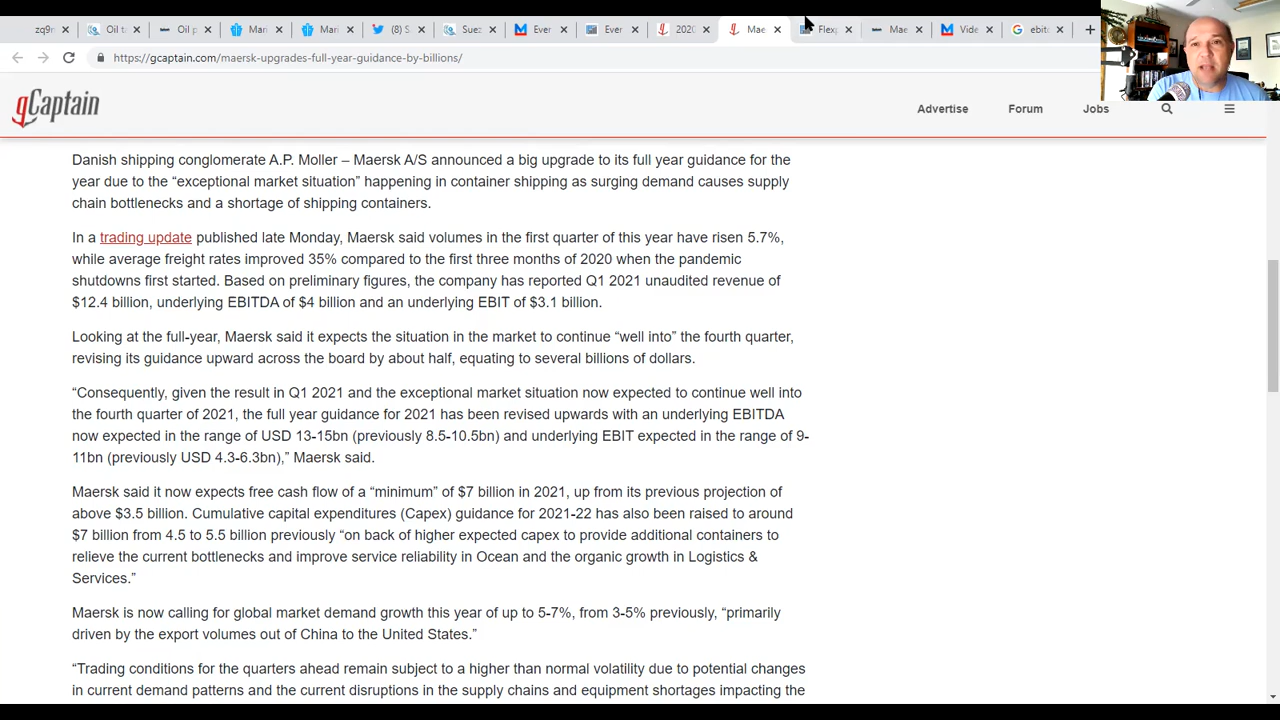 zq9r
Oil t
Oil p
Mari
Mari
(8) S
Suez
Ever
Ever
2020
Mae
Flexp
Mae
Vide
ebit
https://gcaptain.com/maersk-upgrades-full-year-guidance-by-billions/
gCaptain
Advertise
Forum
Jobs
Danish shipping conglomerate A.P. Moller – Maersk A/S announced a big upgrade to its full year guidance for the
year due to the “exceptional market situation” happening in container shipping as surging demand causes supply
chain bottlenecks and a shortage of shipping containers.
In a trading update published late Monday, Maersk said volumes in the first quarter of this year have risen 5.7%,
while average freight rates improved 35% compared to the first three months of 2020 when the pandemic
shutdowns first started. Based on preliminary figures, the company has reported Q1 2021 unaudited revenue of
$12.4 billion, underlying EBITDA of $4 billion and an underlying EBIT of $3.1 billion.
Looking at the full-year, Maersk said it expects the situation in the market to continue “well into” the fourth quarter,
revising its guidance upward across the board by about half, equating to several billions of dollars.
“Consequently, given the result in Q1 2021 and the exceptional market situation now expected to continue well into
the fourth quarter of 2021, the full year guidance for 2021 has been revised upwards with an underlying EBITDA
now expected in the range of USD 13-15bn (previously 8.5-10.5bn) and underlying EBIT expected in the range of 9-
11bn (previously USD 4.3-6.3bn),” Maersk said.
Maersk said it now expects free cash flow of a “minimum” of $7 billion in 2021, up from its previous projection of
above $3.5 billion. Cumulative capital expenditures (Capex) guidance for 2021-22 has also been raised to around
$7 billion from 4.5 to 5.5 billion previously “on back of higher expected capex to provide additional containers to
relieve the current bottlenecks and improve service reliability in Ocean and the organic growth in Logistics &
Services.”
Maersk is now calling for global market demand growth this year of up to 5-7%, from 3-5% previously, “primarily
driven by the export volumes out of China to the United States.”
“Trading conditions for the quarters ahead remain subject to a higher than normal volatility due to potential changes
in current demand patterns and the current disruptions in the supply chains and equipment shortages impacting the